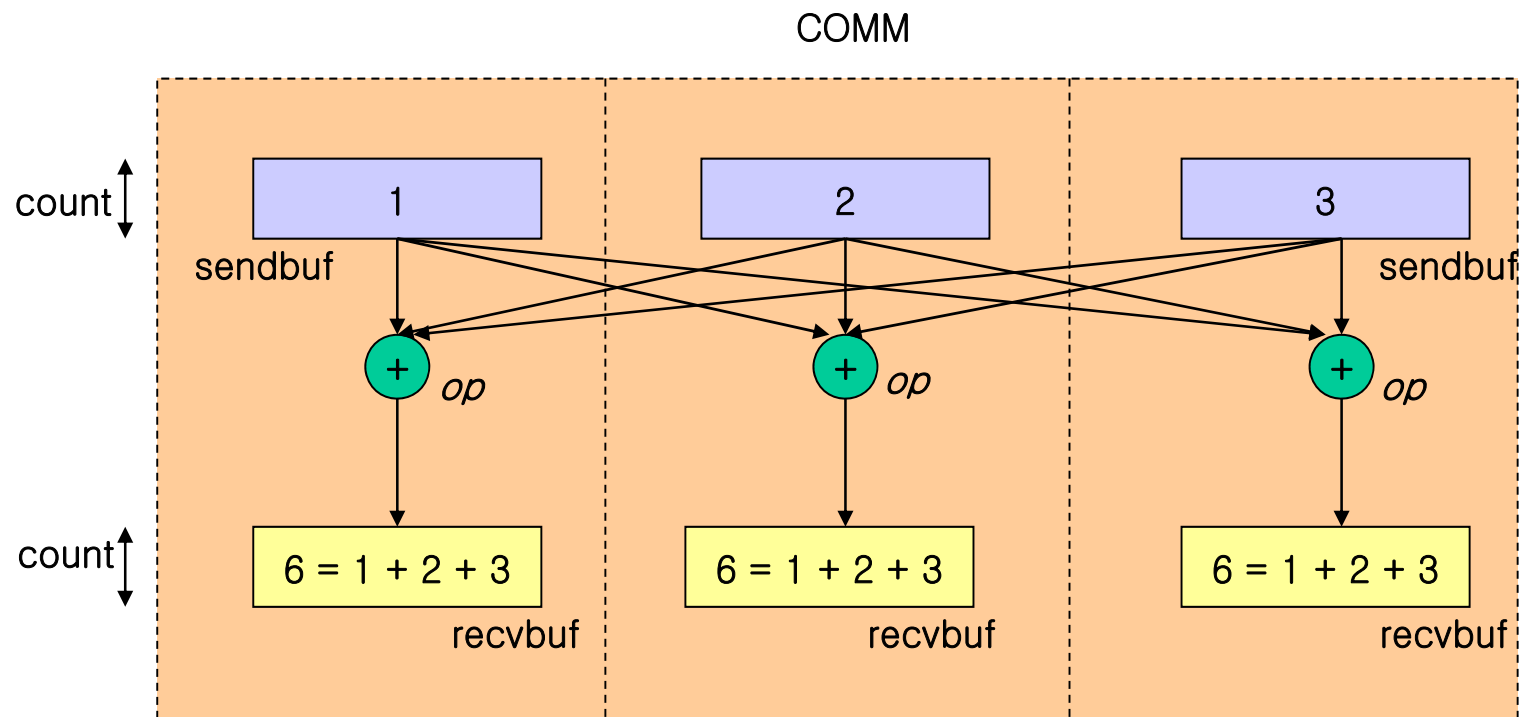 COMM
count
1
2
3
sendbuf
sendbuf
+
op
+
op
+
op
count
6 = 1 + 2 + 3
6 = 1 + 2 + 3
6 = 1 + 2 + 3
recvbuf
recvbuf
recvbuf